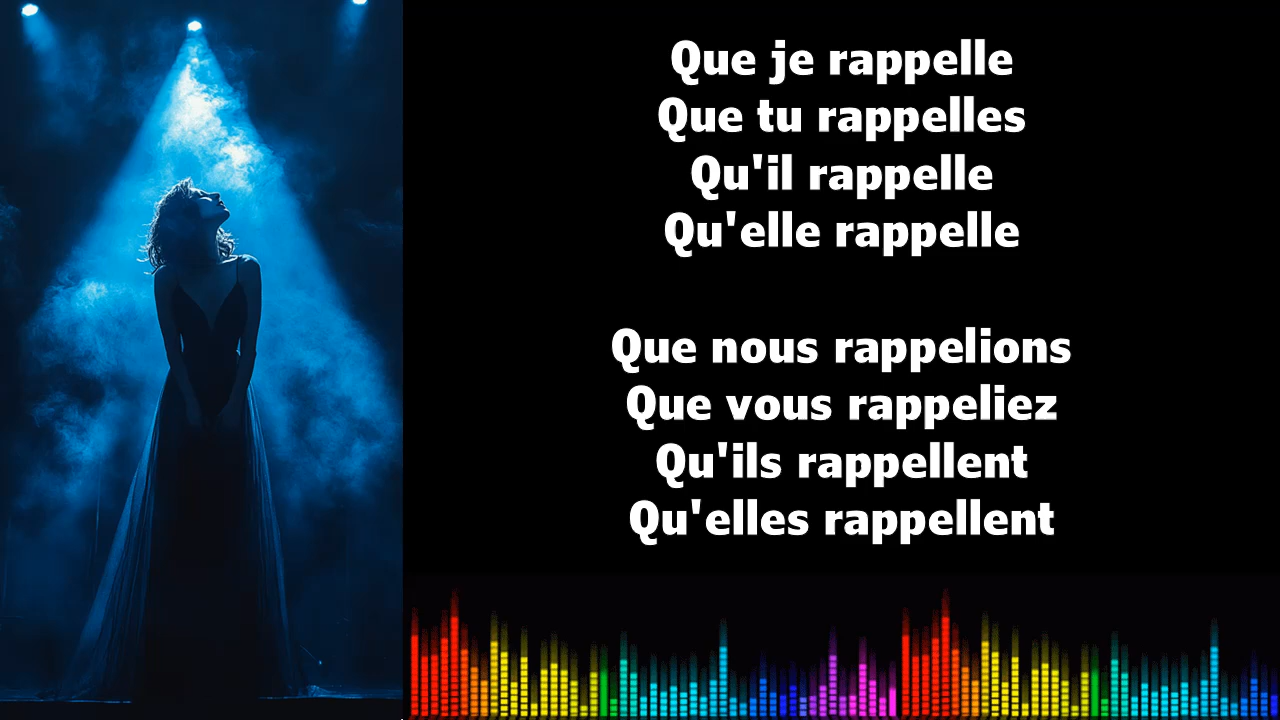 Que je rappelle
Que tu rappelles
Qu'il rappelle
Qu'elle rappelle
Que nous rappelions
Que vous rappeliez
Qu'ils rappellent
Qu'elles rappellent